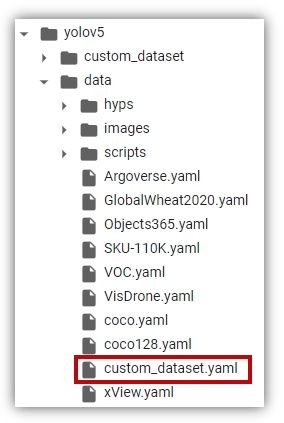 yolov5
custom_dataset
data
hyps
images
scripts
Argoverse.yaml
GlobalWheat2020.yaml
Objects365.yaml
SKU-110K.yaml
VOC.yaml
VisDrone.yaml
coco.yaml
coco128.yaml
custom_dataset.yaml
xView.yaml